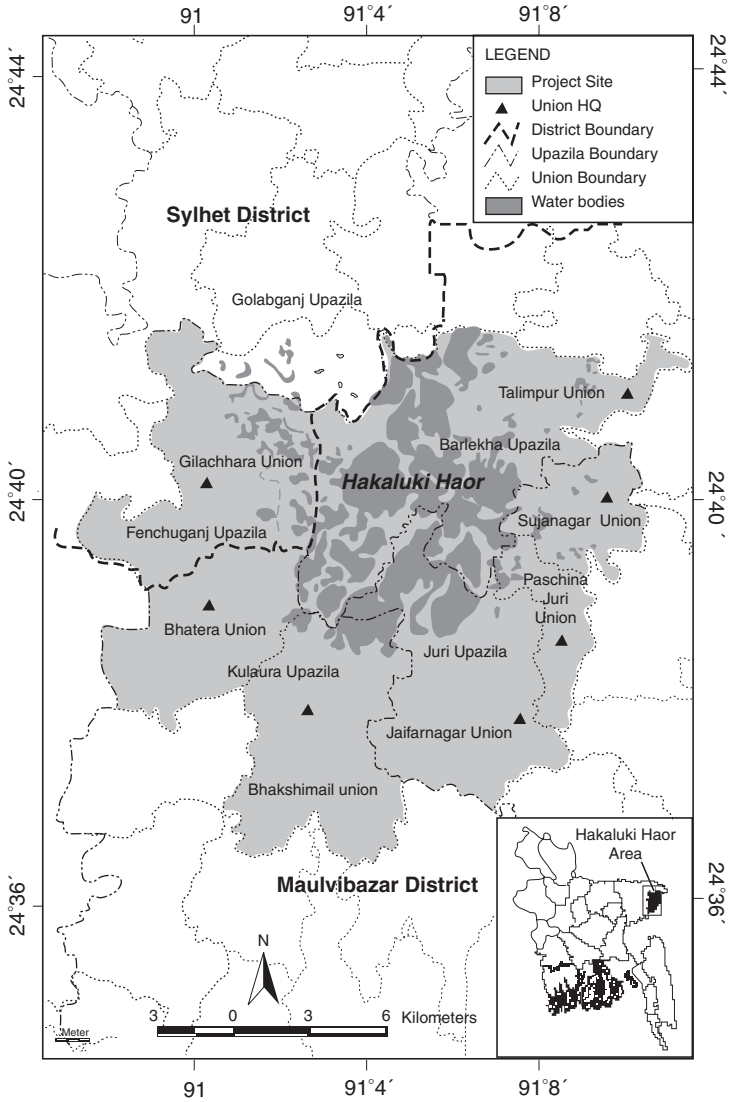 91
91°4´
91°8´
24°44´
24°44´
LEGEND
Project Site
Union HQ
District Boundary
Upazila Boundary
Union Boundary
Water bodies
Sylhet District
Golabganj Upazila
Talimpur Union
Barlekha Upazila
Gilachhara Union
Hakaluki Haor
24°40´
24°40´
Sujanagar Union
Fenchuganj Upazila
Paschina
Juri
Union
Bhatera Union
Juri Upazila
Kulaura Upazila
Jaifarnagar Union
Bhakshimail union
Hakaluki Haor
Area
Maulvibazar District
24°36´
24°36´
N
3
0
3
6
Kilometers
Meter
91
91°4´
91°8´